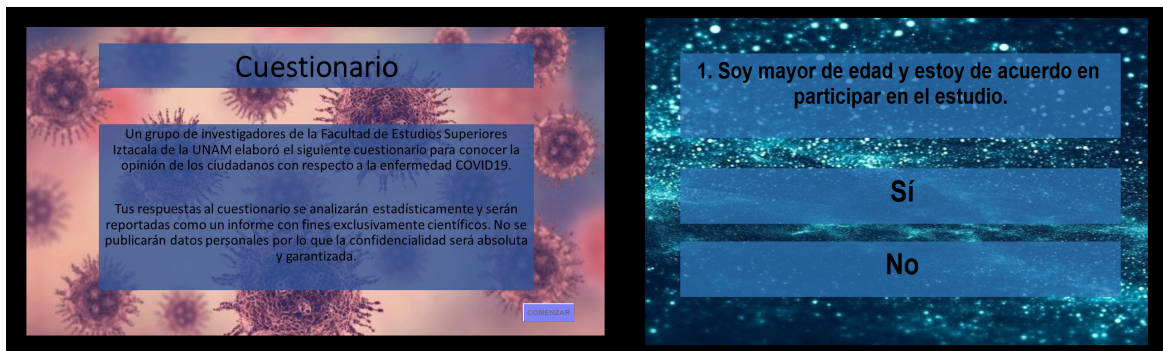 Cuestionario
Un grupo de investigadores de la Facultad de Estudios Superiores
Iztacala de la UNAM elaboró el siguiente cuestionario para conocer la
opinión de los ciudadanos con respecto a la enfermedad COVID19.
Tus respuestas al cuestionario se analizarán estadísticamente y serán
reportadas como un informe con fines exclusivamente científicos. No se
publicarán datos personales por lo que la confidencialidad será absoluta
y garantizada.
COMENZAR
1. Soy mayor de edad y estoy de acuerdo en
participar en el estudio.
Sí
No